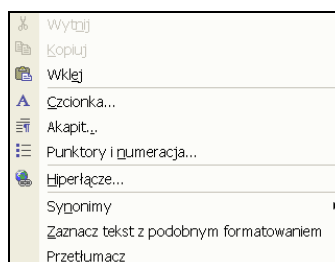 Wytnij
Kopiuj
Wklej
Czcionka...
Akapit...
Punktory i numeracja...
Hiperłącze...
Synonimy
Zaznacz tekst z podobnym formatowaniem
Przetłumacz